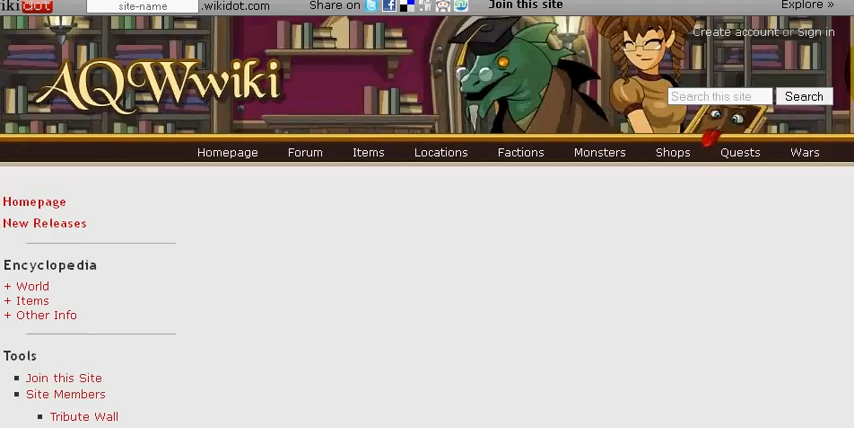 wikidot site-name .wikidot.com Share on Join this site Explore »
Create account or Sign in
AQWwiki
Search this site Search
Homepage Forum Items Locations Factions Monsters Shops Quests Wars
Homepage
New Releases
Encyclopedia
+ World
+ Items
+ Other Info
Tools
Join this Site
Site Members
Tribute Wall